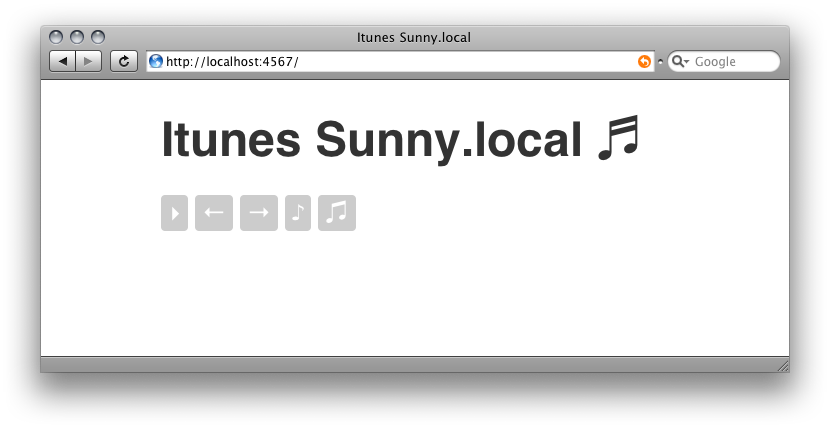 Itunes Sunny.local
http://localhost:4567/
Google
Itunes Sunny.local ♬
▶ ← → ♪ ♫